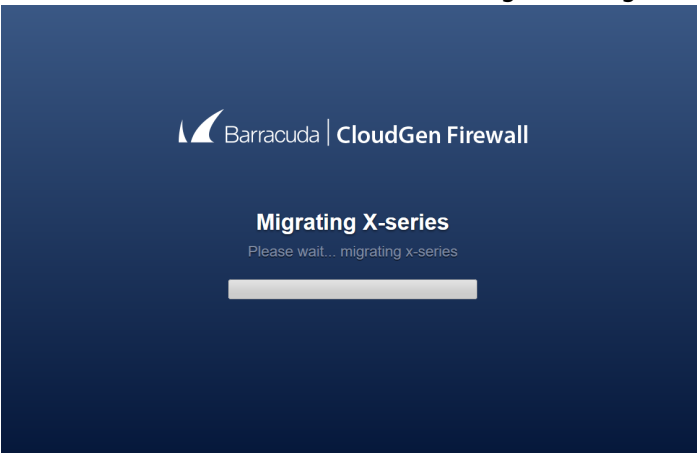 Barracuda | CloudGen Firewall
Migrating X-series
Please wait... migrating x-series